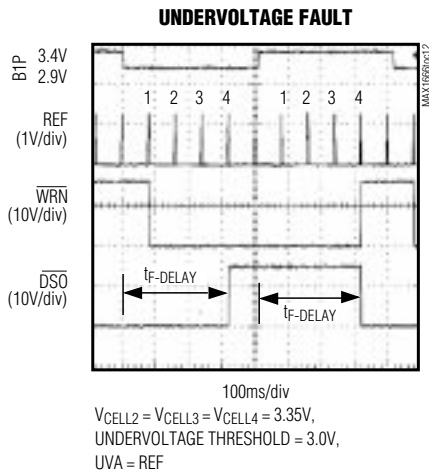 UNDERVOLTAGE FAULT
MAX1666toc12
B1P
3.4V
2.9V
1 2 3 4 1 2 3 4
REF
(1V/div)
WRN
(10V/div)
DSO
(10V/div)
tF-DELAY
tF-DELAY
100ms/div
VCELL2 = VCELL3 = VCELL4 = 3.35V,
UNDERVOLTAGE THRESHOLD = 3.0V,
UVA = REF